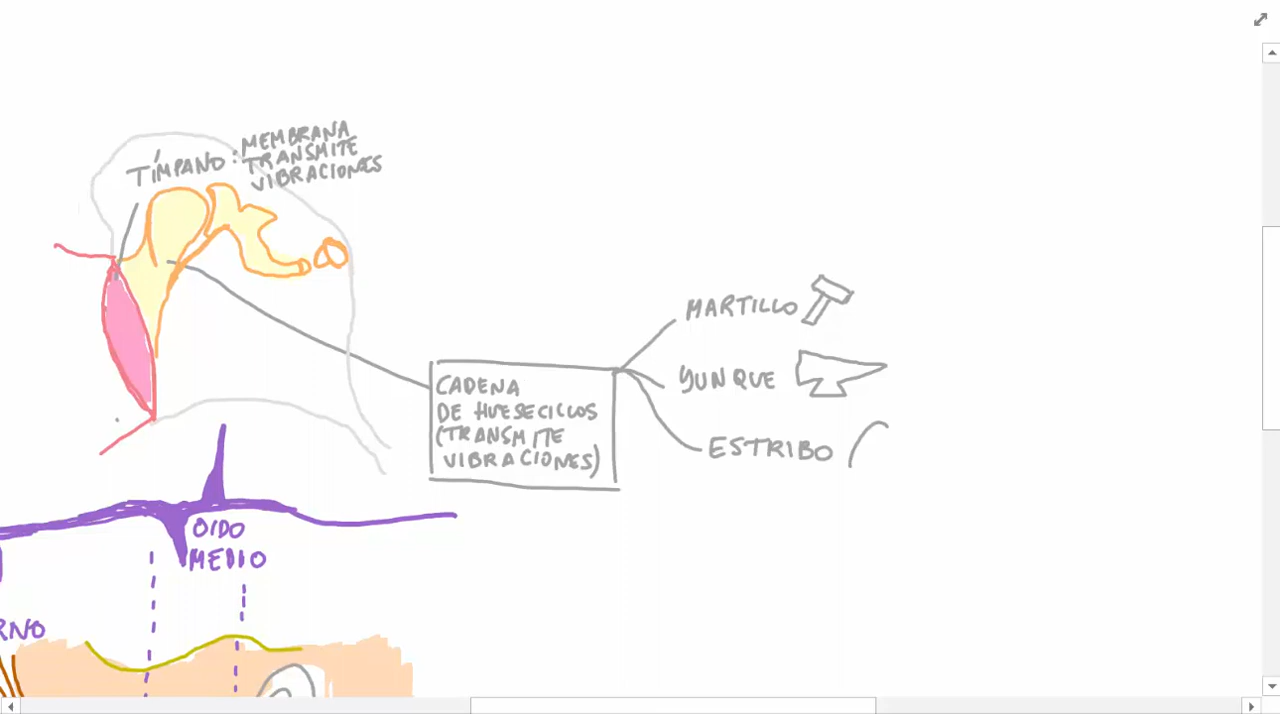 TÍMPANO:
MEMBRANA
TRANSMITE
VIBRACIONES
MARTILLO
YUNQUE
ESTRIBO
CADENA
DE HUESECILLOS
(TRANSMITE
VIBRACIONES)
OIDO
MEDIO
RNO